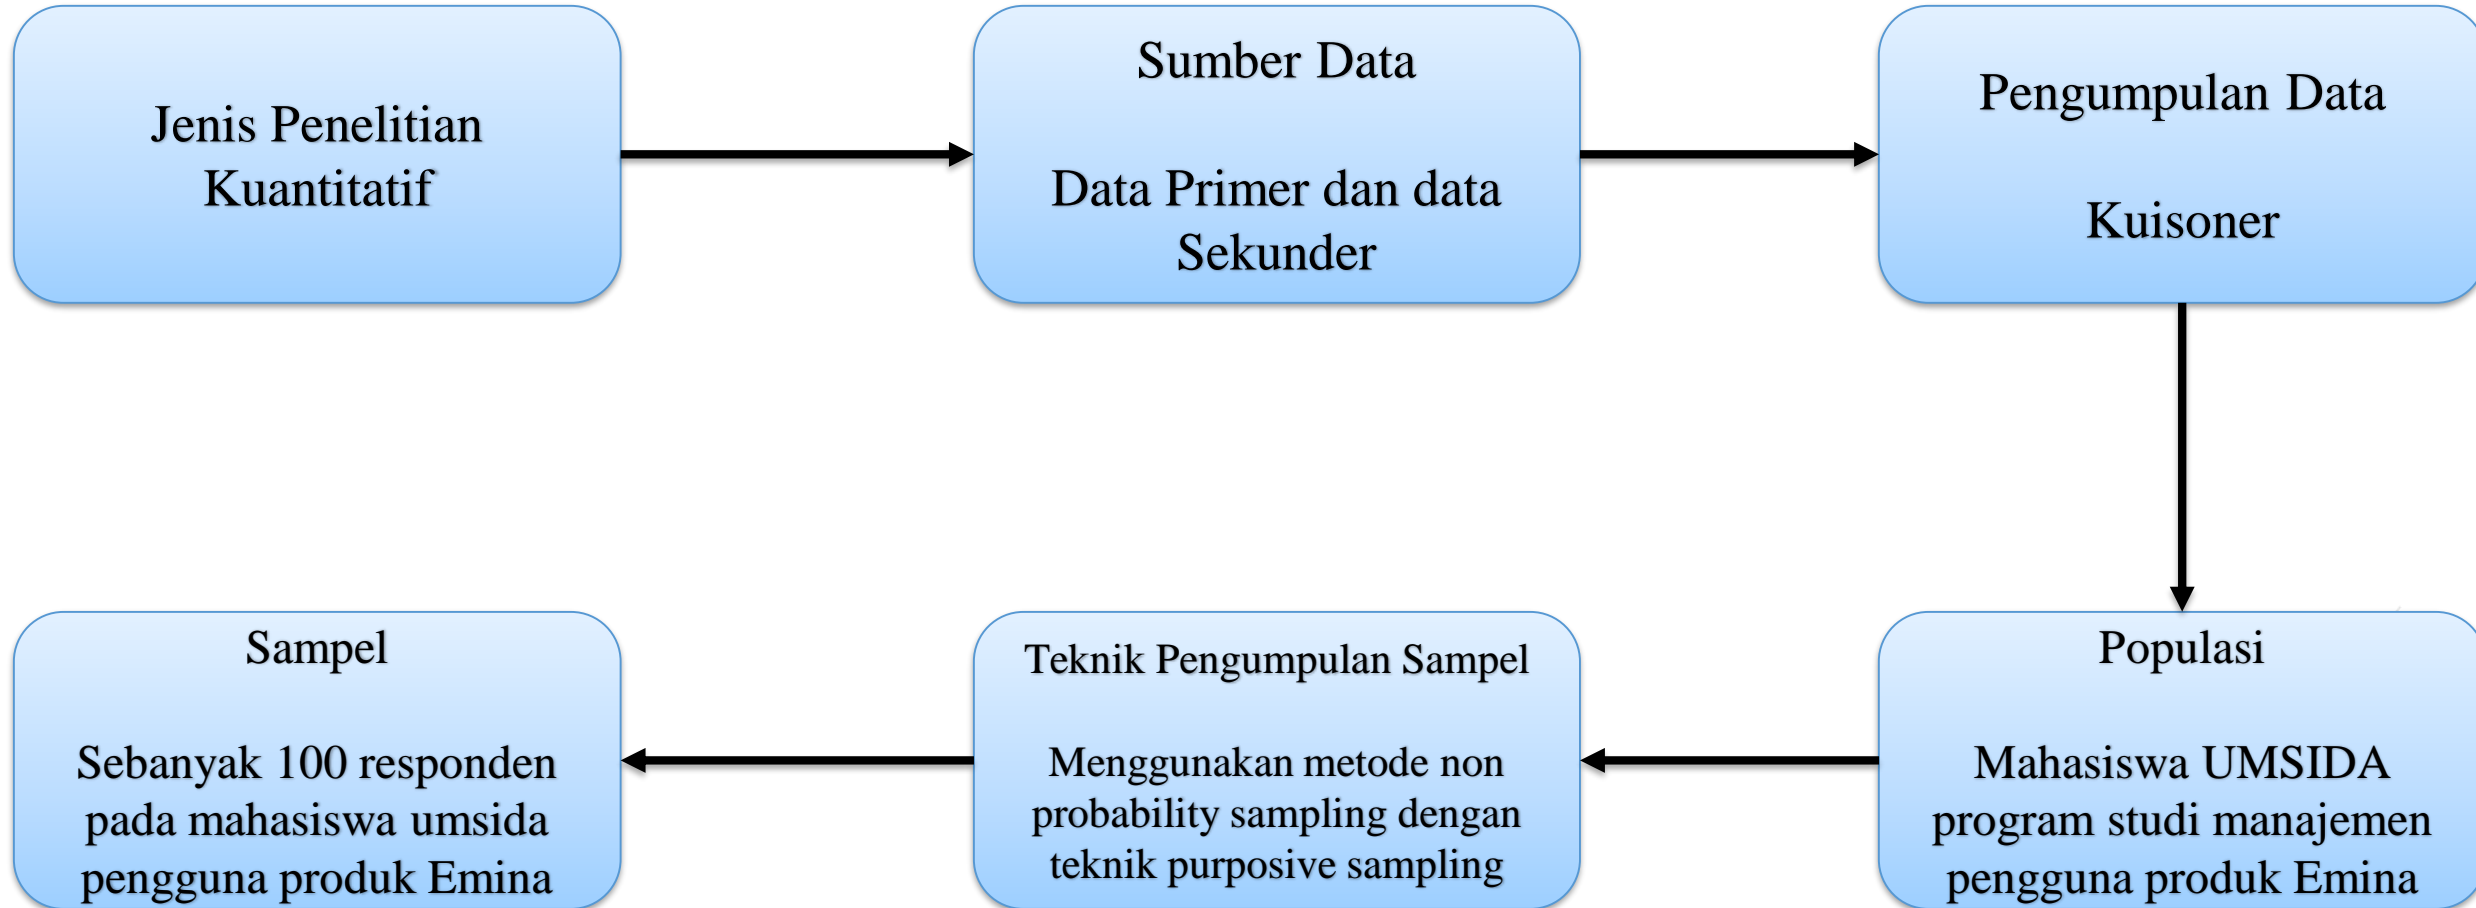 Jenis Penelitian
Kuantitatif
Sumber Data
Data Primer dan data
Sekunder
Pengumpulan Data
Kuisoner
Populasi
Mahasiswa UMSIDA
program studi manajemen
pengguna produk Emina
Teknik Pengumpulan Sampel
Menggunakan metode non
probability sampling dengan
teknik purposive sampling
Sampel
Sebanyak 100 responden
pada mahasiswa umsida
pengguna produk Emina